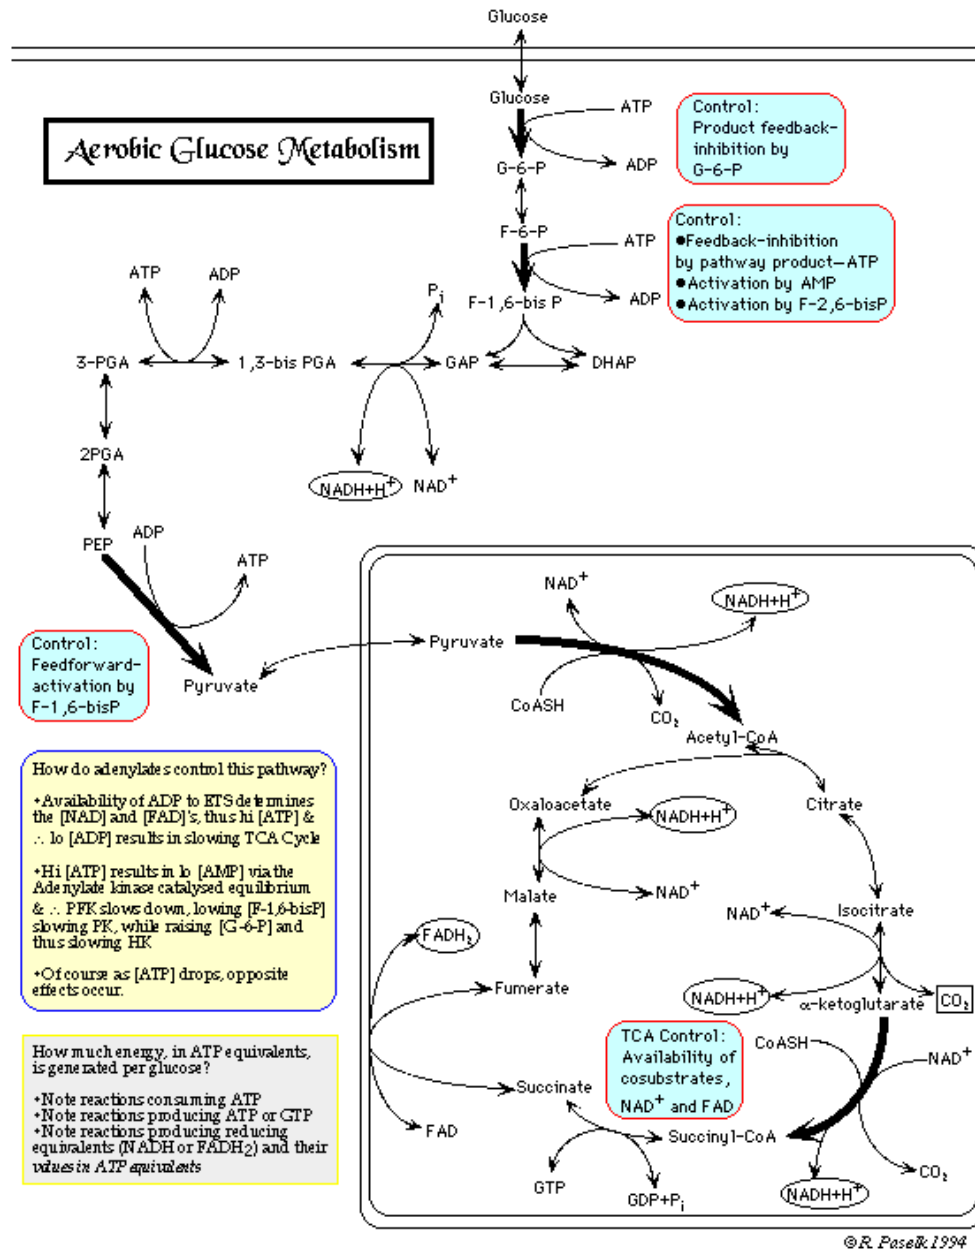 Glucose
Glucose
ATP
Control:
Product feedback-
inhibition by
G-6-P
Aerobic Glucose Metabolism
G-6-P
ADP
F-6-P
ATP
Control:
●Feedback-inhibition
by pathway product—ATP
●Activation by AMP
●Activation by F-2,6-bisP
ATP
ADP
Pi
F-1,6-bis P
ADP
3-PGA
1,3-bis PGA
GAP
DHAP
2PGA
NADH+H+
NAD+
PEP
ADP
ATP
NAD+
NADH+H+
Control:
Feedforward-
activation by
F-1,6-bisP
Pyruvate
Pyruvate
CoASH
CO2
Acetyl-CoA
How do adenylates control this pathway?
•Availability of ADP to ETS determines
the [NAD] and [FAD]'s, thus hi [ATP] &
∴ lo [ADP] results in slowing TCA Cycle
•Hi [ATP] results in lo [AMP] via the
Adenylate kinase catalysed equilibrium
& ∴ PFK slows down, lowing [F-1,6-bisP]
slowing PK, while raising [G-6-P] and
thus slowing HK
•Of course as [ATP] drops, opposite
effects occur.
Oxaloacetate
NADH+H+
Citrate
Malate
NAD+
NAD+
Isocitrate
FADH2
Fumerate
NADH+H+
α-ketoglutarate
CO2
How much energy, in ATP equivalents,
is generated per glucose?
•Note reactions consuming ATP
•Note reactions producing ATP or GTP
•Note reactions producing reducing
equivalents (NADH or FADH2) and their
values in ATP equivalents
TCA Control:
Availability of
cosubstrates,
NAD+ and FAD
CoASH
NAD+
Succinate
FAD
Succinyl-CoA
GTP
GDP+Pi
NADH+H+
CO2
©R. Paselk 1994